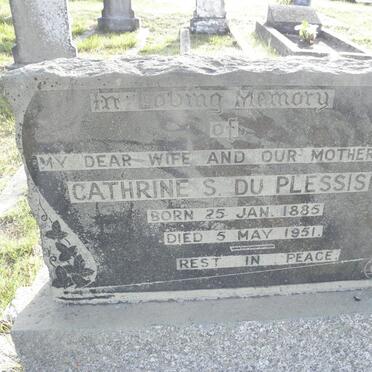 In Loving Memory
of
MY DEAR WIFE AND OUR MOTHER
CATHRINE S. DU PLESSIS
BORN 25 JAN. 1885
DIED 5 MAY 1951.
REST IN PEACE